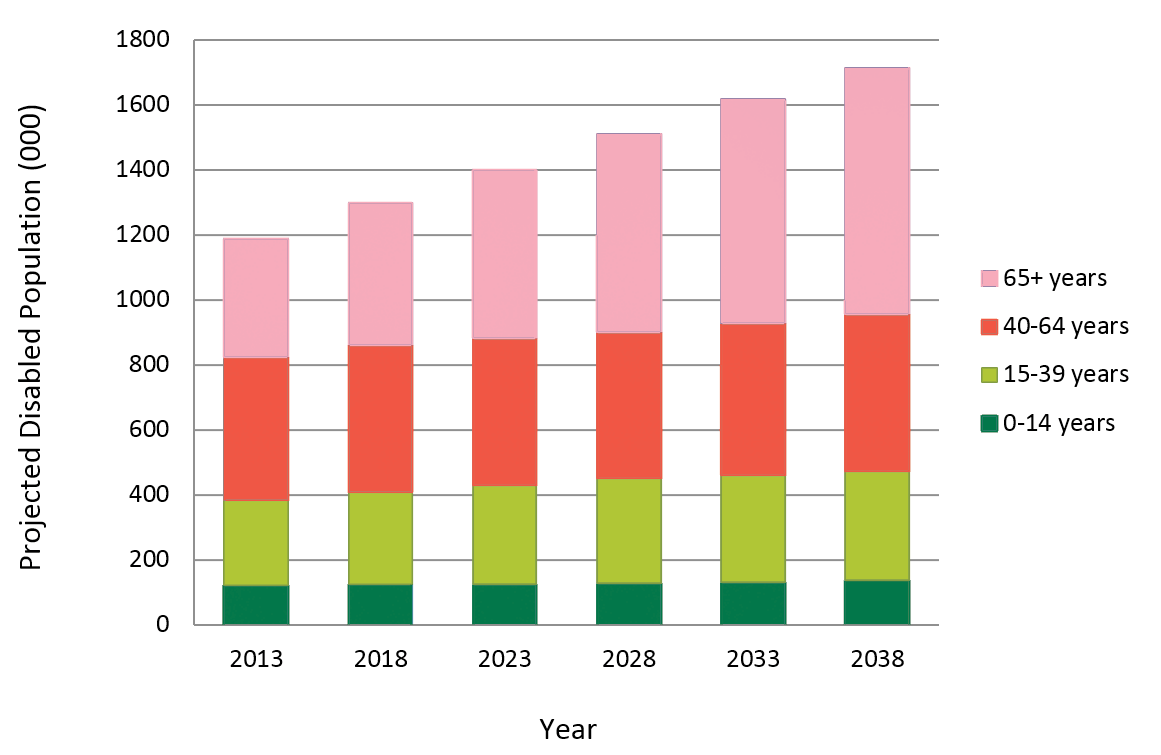 Projected Disabled Population (000)
1800
1600
1400
1200
1000
800
600
400
200
0
2013 2018 2023 2028 2033 2038
Year
65+ years
40-64 years
15-39 years
0-14 years